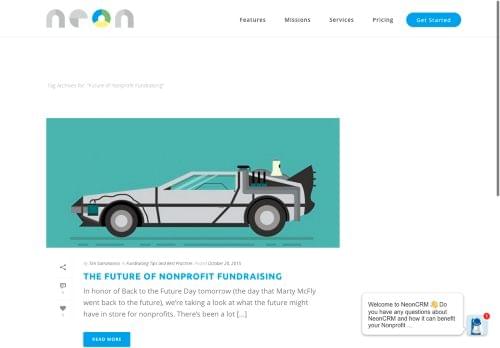 neon
Features Missions Services Pricing Get Started
Tag Archives for: "Future of Nonprofit Fundraising"
By Tim Sarrantonio In Fundraising Tips and Best Practices Posted October 20, 2015
THE FUTURE OF NONPROFIT FUNDRAISING
In honor of Back to the Future Day tomorrow (the day that Marty McFly
went back to the future), we're taking a look at what the future might
have in store for nonprofits. There's been a lot [...]
READ MORE
Welcome to NeonCRM 👋 Do
you have any questions about
NeonCRM and how it can benefit
your Nonprofit ...
1